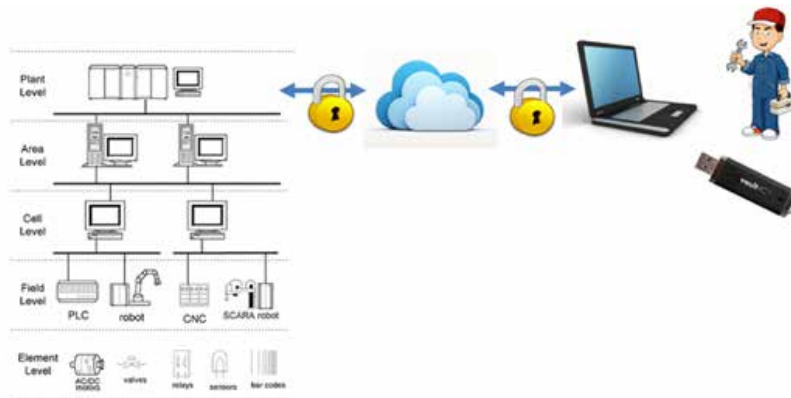 Plant
Level
Area
Level
Cell
Level
Field
Level
PLC
robot
CNC
SCARA robot
Element
Level
AC/DC
valves
relays
sensors
bar codes